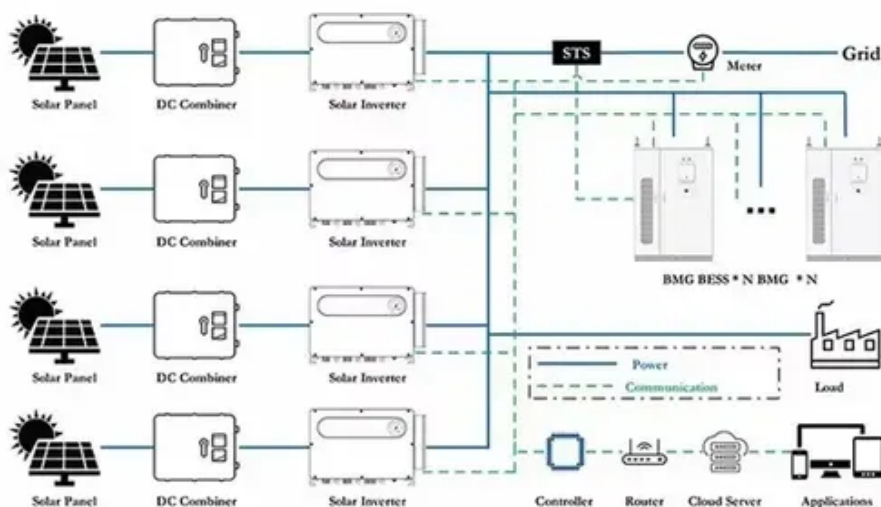 STS
Meter
Grid
Solar Panel
DC Combiner
Solar Inverter
Solar Panel
DC Combiner
Solar Inverter
BMG BESS * N BMG * N
Solar Panel
DC Combiner
Solar Inverter
Power
Communication
Load
Solar Panel
DC Combiner
Solar Inverter
Controller
Router
Cloud Server
Applications